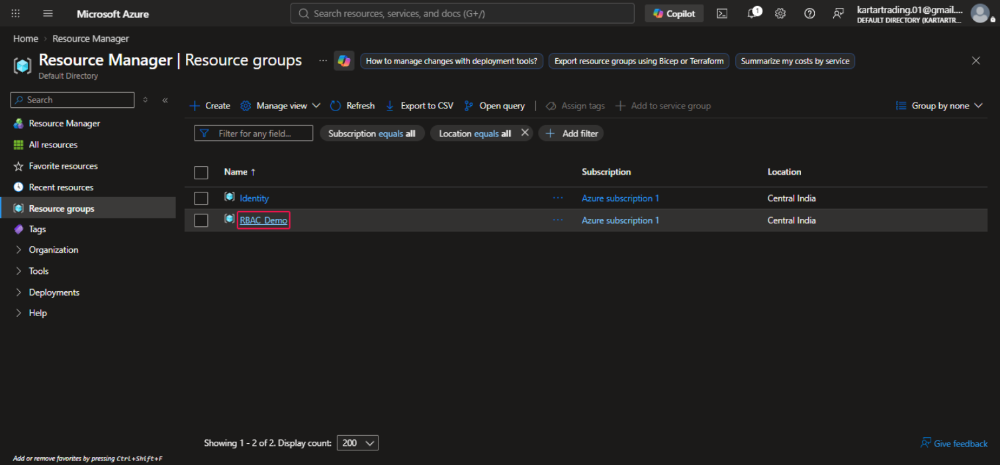 Microsoft Azure
Search resources, services, and docs (G+/)
Copilot
1
kartartrading.01@gmail....
DEFAULT DIRECTORY (KARTARTR...
Home > Resource Manager
Resource Manager | Resource groups ...
Default Directory
How to manage changes with deployment tools?
Export resource groups using Bicep or Terraform
Summarize my costs by service
Search
Resource Manager
All resources
Favorite resources
Recent resources
Resource groups
Tags
Organization
Tools
Deployments
Help
Create
Manage view
Refresh
Export to CSV
Open query
Assign tags
Add to service group
Group by none
Filter for any field...
Subscription equals all
Location equals all
Add filter
Name ↑ Subscription Location
Identity ... Azure subscription 1 Central India
RBAC_Demo ... Azure subscription 1 Central India
Showing 1 - 2 of 2. Display count: 200
Give feedback
Add or remove favorites by pressing Ctrl+Shift+F